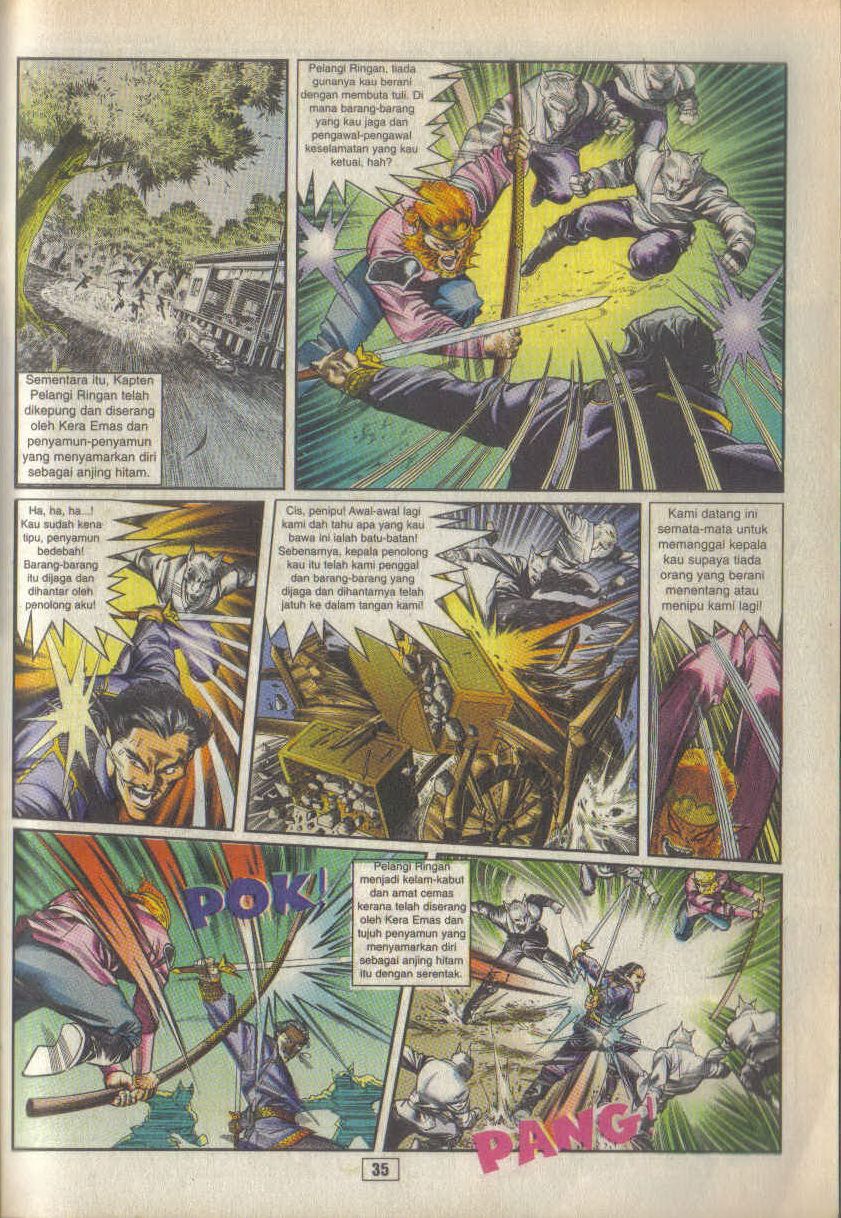 Sementara itu, Kapten
Pelangi Ringan telah
dikepung dan diserang
oleh Kera Emas dan
penyamun-penyamun
yang menyamarkan diri
sebagai anjing hitam.
Pelangi Ringan, tiada
gunanya kau berani
dengan membuta tuli. Di
mana barang-barang
yang kau jaga dan
pengawal-pengawal
keselamatan yang kau
ketuai, hah?
Ha, ha, ha...!
Kau sudah kena
tipu, penyamun
bedebah!
Barang-barang
itu dijaga dan
dihantar oleh
penolong aku!
Cis, penipu! Awal-awal lagi
kami dah tahu apa yang kau
bawa ini ialah batu-batan!
Sebenarnya, kepala penolong
kau itu telah kami penggal
dan barang-barang yang
dijaga dan dihantarnya telah
jatuh ke dalam tangan kami!
Kami datang ini
semata-mata untuk
memanggal kepala
kau supaya tiada
orang yang berani
menentang atau
menipu kami lagi!
POK!
Pelangi Ringan
menjadi kelam-kabut
dan amat cemas
kerana telah diserang
oleh Kera Emas dan
tujuh penyamun yang
menyamarkan diri
sebagai anjing hitam
itu dengan serentak.
PANG!
35